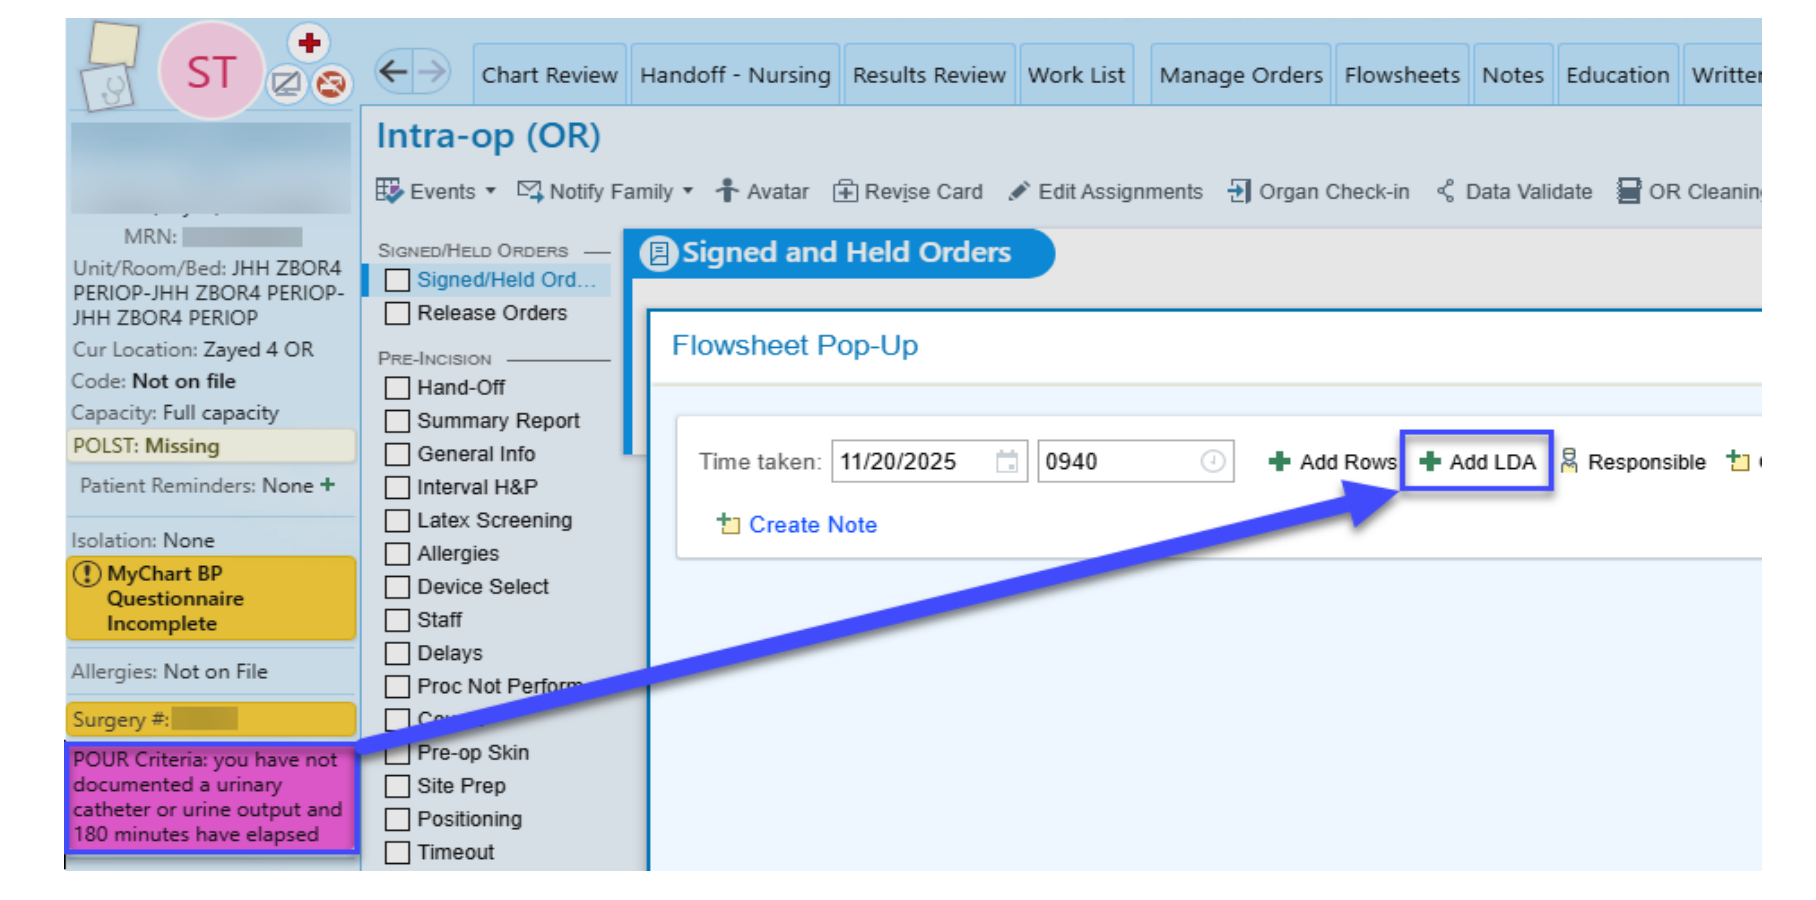 ST
Chart Review
Handoff - Nursing
Results Review
Work List
Manage Orders
Flowsheets
Notes
Education
Intra-op (OR)
Events
Notify Family
Avatar
Revise Card
Edit Assignments
Organ Check-in
Data Validate
OR
MRN:
Unit/Room/Bed: JHH ZBOR4
PERIOP-JHH ZBOR4 PERIOP-
JHH ZBOR4 PERIOP
Cur Location: Zayed 4 OR
Code: Not on file
Capacity: Full capacity
POLST: Missing
Patient Reminders: None +
Isolation: None
MyChart BP
Questionnaire
Incomplete
Allergies: Not on File
Surgery #:
POUR Criteria: you have not
documented a urinary
catheter or urine output and
180 minutes have elapsed
SIGNED/HELD ORDERS
Signed/Held Ord...
Release Orders
PRE-INCISION
Hand-Off
Summary Report
General Info
Interval H&P
Latex Screening
Allergies
Device Select
Staff
Delays
Proc Not Perform
Pre-op Skin
Site Prep
Positioning
Timeout
Signed and Held Orders
Flowsheet Pop-Up
Time taken: 11/20/2025 0940
Add Rows
Add LDA
Responsible
Create Note